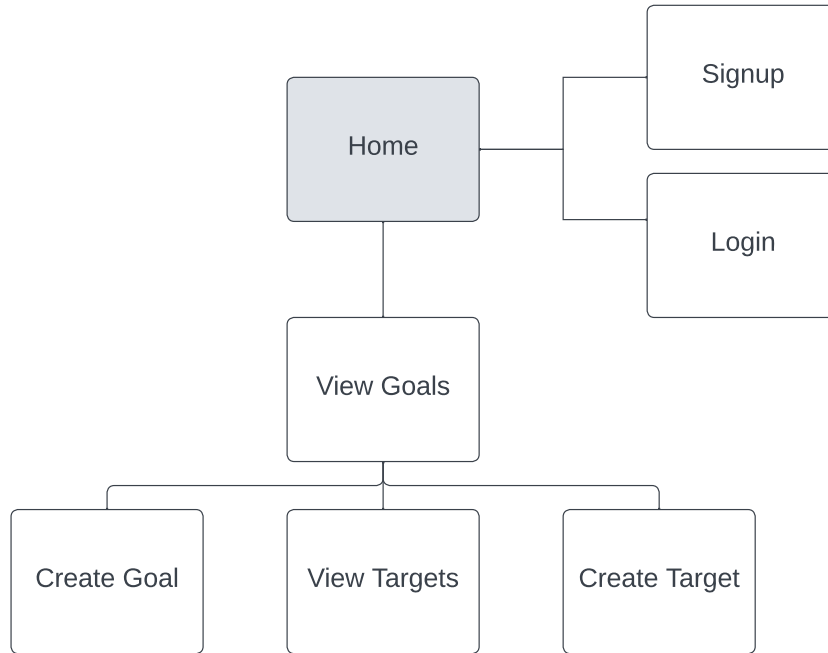 Signup
Home
Login
View Goals
Create Goal
View Targets
Create Target